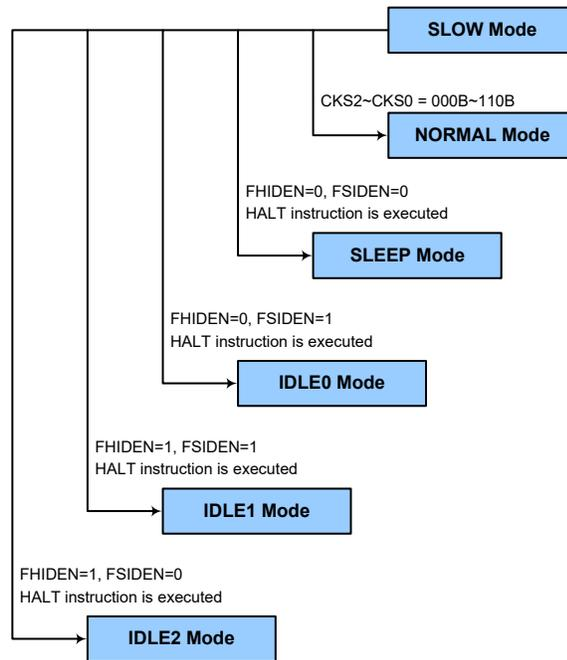 SLOW Mode
CKS2~CKS0 = 000B~110B
NORMAL Mode
FHIDEN=0, FSIDEN=0
HALT instruction is executed
SLEEP Mode
FHIDEN=0, FSIDEN=1
HALT instruction is executed
IDLE0 Mode
FHIDEN=1, FSIDEN=1
HALT instruction is executed
IDLE1 Mode
FHIDEN=1, FSIDEN=0
HALT instruction is executed
IDLE2 Mode